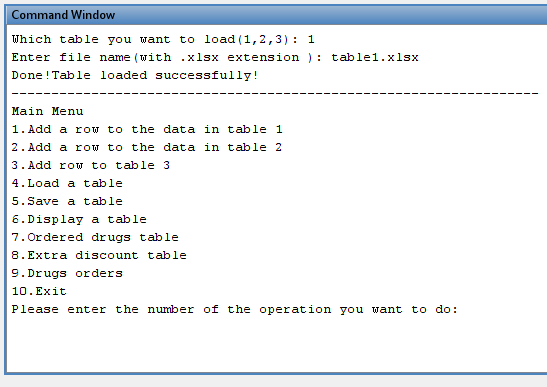 Command Window
Which table you want to load(1,2,3): 1
Enter file name(with .xlsx extension ): table1.xlsx
Done!Table loaded successfully!
------------------------------------------------------------------
Main Menu
1.Add a row to the data in table 1
2.Add a row to the data in table 2
3.Add row to table 3
4.Load a table
5.Save a table
6.Display a table
7.Ordered drugs table
8.Extra discount table
9.Drugs orders
10.Exit
Please enter the number of the operation you want to do: